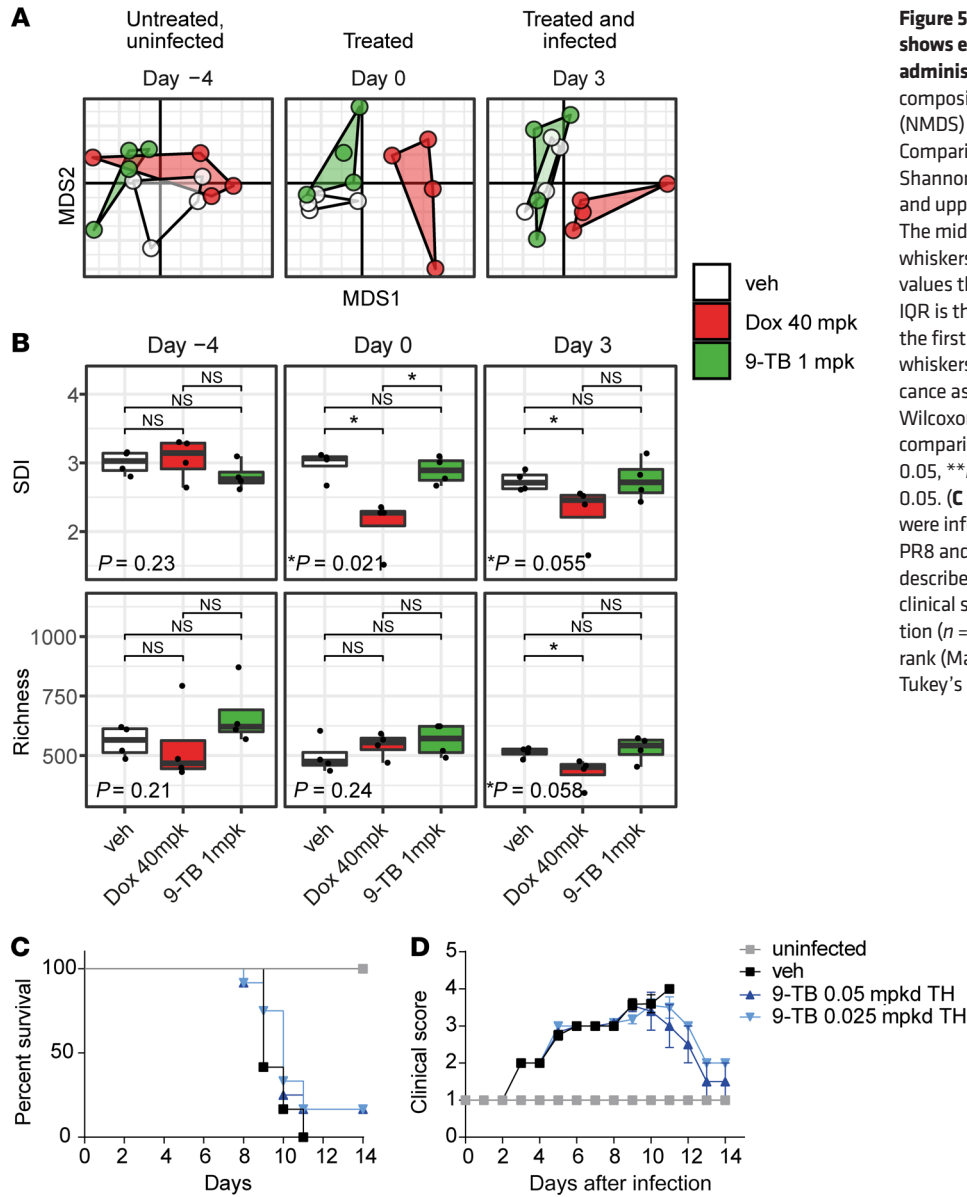 A
Untreated, uninfected
Treated
Treated and infected
Day −4
Day 0
Day 3
MDS2
MDS1
veh
Dox 40 mpk
9-TB 1 mpk
B
Day −4
Day 0
Day 3
SDI
4
3
2
NS
NS
NS
P = 0.23
*
NS
*
*P = 0.021
NS
NS
*
*P = 0.055
Richness
1000
750
500
NS
NS
NS
P = 0.21
NS
NS
NS
P = 0.24
NS
NS
*
*P = 0.058
veh
Dox 40mpk
9-TB 1mpk
veh
Dox 40mpk
9-TB 1mpk
veh
Dox 40mpk
9-TB 1mpk
C
Percent survival
100
50
0
0 2 4 6 8 10 12 14
Days
D
Clinical score
5
4
3
2
1
0
0 2 4 6 8 10 12 14
Days after infection
uninfected
veh
9-TB 0.05 mpkd TH
9-TB 0.025 mpkd TH
Figure 5
shows e
adminis
composi
(NMDS)
Compari
Shannor
and upp
The mid
whiskers
values th
IQR is th
the first
whiskers
cance as
Wilcoxor
compari
0.05, **
0.05. (C
were inf
PR8 and
describe
clinical s
tion (n =
rank (Ma
Tukey's